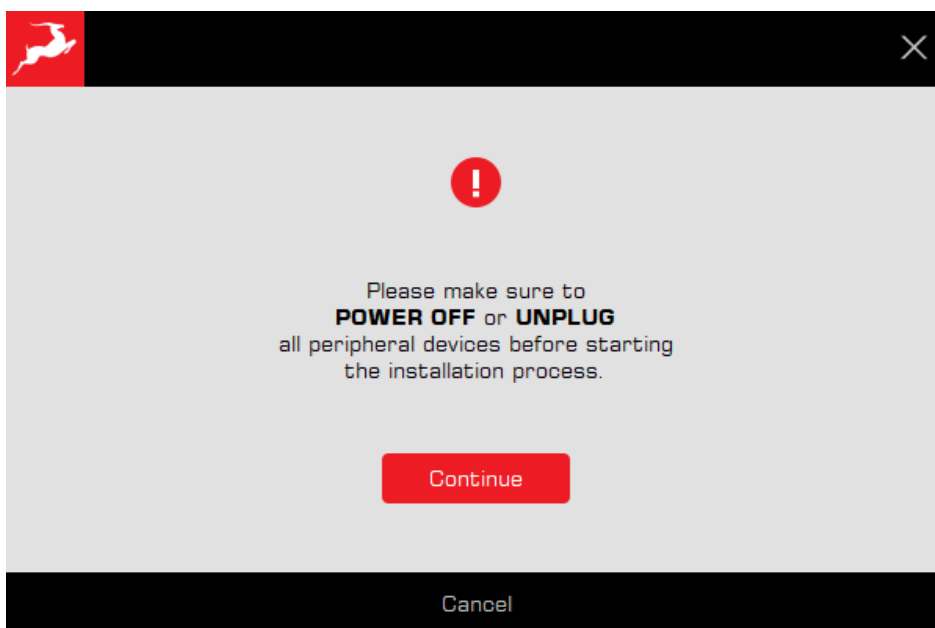 Please make sure to
POWER OFF or UNPLUG
all peripheral devices before starting
the installation process.
Continue
Cancel